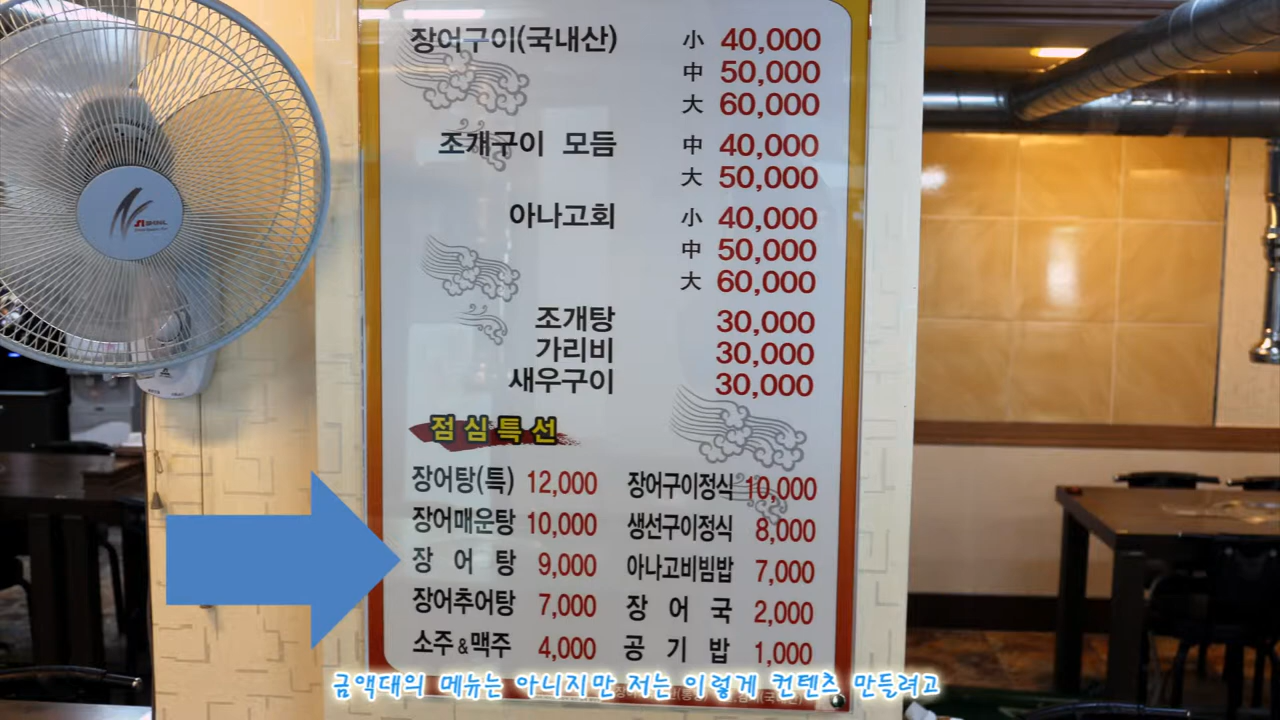 장어구이(국내산) 小 40,000
中 50,000
大 60,000
조개구이 모듬 中 40,000
大 50,000
아나고회 小 40,000
中 50,000
大 60,000
조개탕 30,000
가리비 30,000
새우구이 30,000
점심특선
장어탕(특) 12,000 장어구이정식 10,000
장어매운탕 10,000 생선구이정식 8,000
장 어 탕 9,000 아나고비빔밥 7,000
장어추어탕 7,000 장 어 국 2,000
소주&맥주 4,000 공 기 밥 1,000
금액대의 메뉴는 아니지만 저는 이렇게 컨텐츠 만들려고